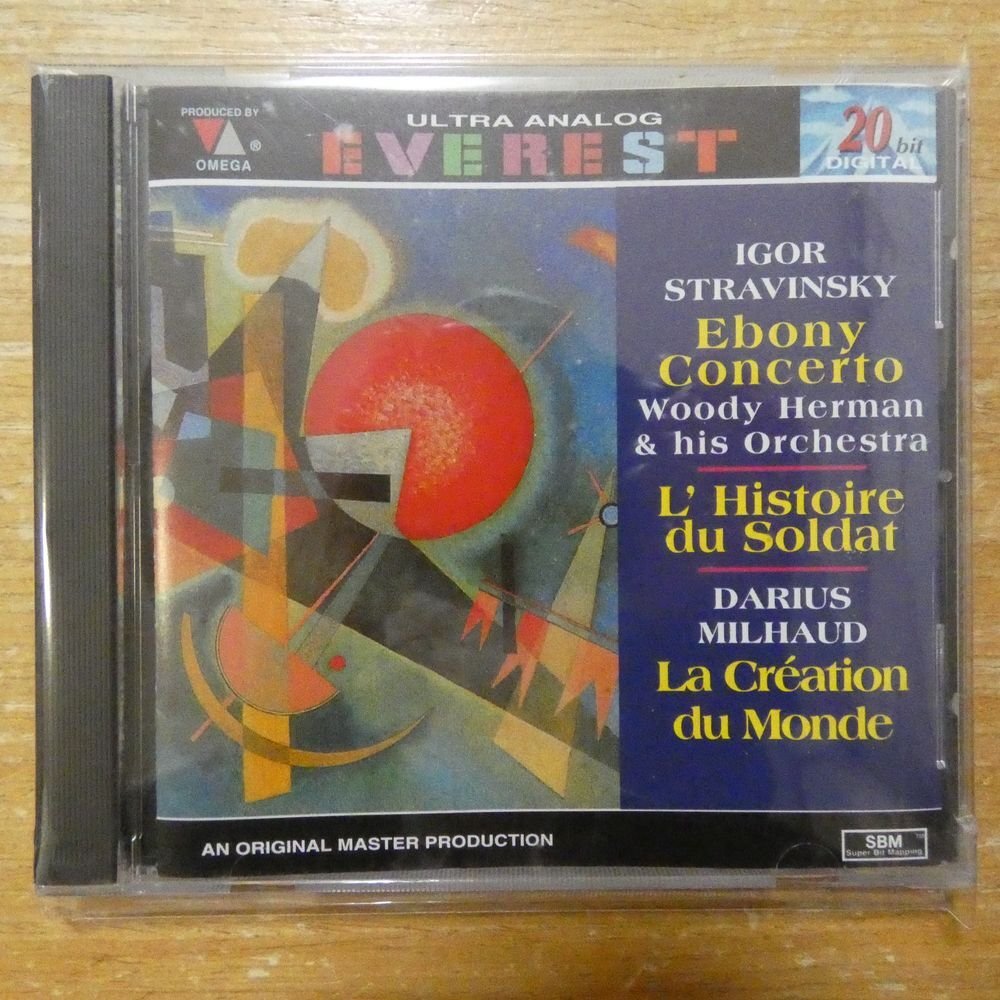 PRODUCED BY
OMEGA ®
ULTRA ANALOG
EVEREST
20 bit
DIGITAL
IGOR
STRAVINSKY
Ebony
Concerto
Woody Herman
& his Orchestra
L' Histoire
du Soldat
DARIUS
MILHAUD
La Création
du Monde
AN ORIGINAL MASTER PRODUCTION
SBM TM
Super Bit Mapping